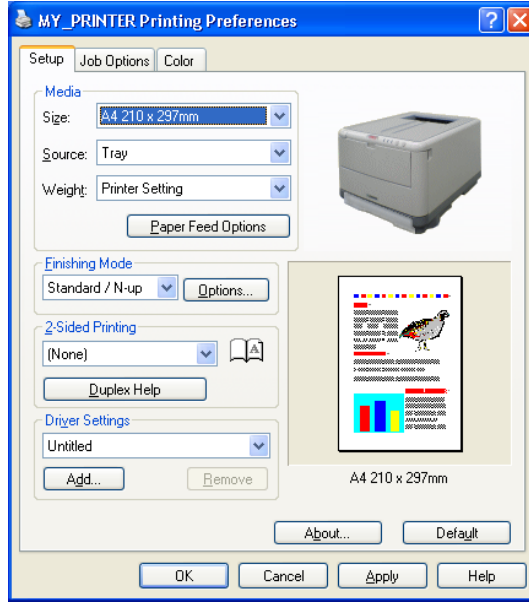 MY_PRINTER Printing Preferences
Setup Job Options Color
Media
Size: A4 210 x 297mm
Source: Tray
Weight: Printer Setting
Paper Feed Options
Finishing Mode
Standard / N-up Options...
2-Sided Printing
(None) A
Duplex Help
Driver Settings
Untitled
Add... Remove
A4 210 x 297mm
About... Default
OK Cancel Apply Help